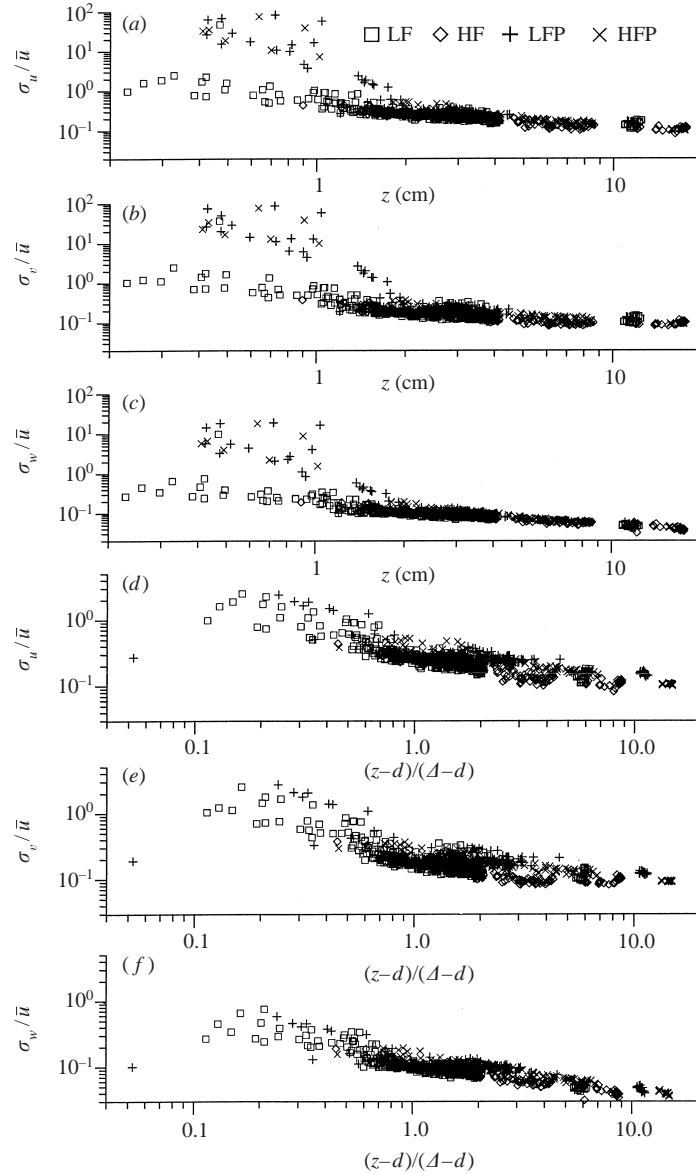 (a) □ LF ◇ HF + LFP × HFP
σ_u/ū
10²
10¹
10⁰
10⁻¹
1 10
z (cm)
(b)
σ_v/ū
10²
10¹
10⁰
10⁻¹
1 10
z (cm)
(c)
σ_w/ū
10²
10¹
10⁰
10⁻¹
1 10
z (cm)
(d)
σ_u/ū
10⁰
10⁻¹
0.1 1.0 10.0
(z–d)/(Δ–d)
(e)
σ_v/ū
10⁰
10⁻¹
0.1 1.0 10.0
(z–d)/(Δ–d)
(f)
σ_w/ū
10⁰
10⁻¹
0.1 1.0 10.0
(z–d)/(Δ–d)